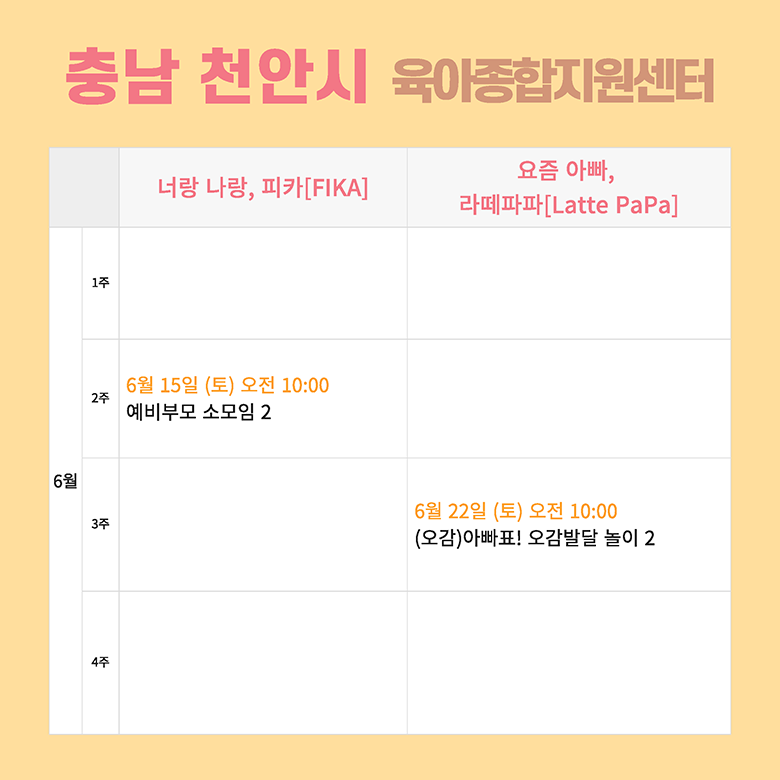 충남 천안시 육아종합지원센터
너랑 나랑, 피카[FIKA]
요즘 아빠,
라떼파파[Latte PaPa]
6월
1주
2주
6월 15일 (토) 오전 10:00
예비부모 소모임 2
3주
6월 22일 (토) 오전 10:00
(오감)아빠표! 오감발달 놀이 2
4주